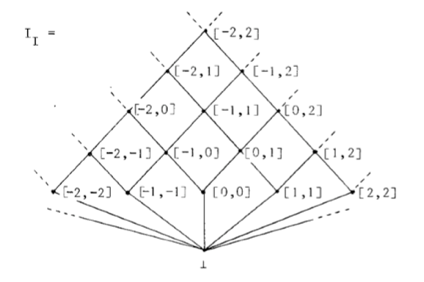 I_I =
[-2,2]
[-2,1] [-1,2]
[-2,0] [-1,1] [0,2]
[-2,-1] [-1,0] [0,1] [1,2]
[-2,-2] [-1,-1] [0,0] [1,1] [2,2]
⊥